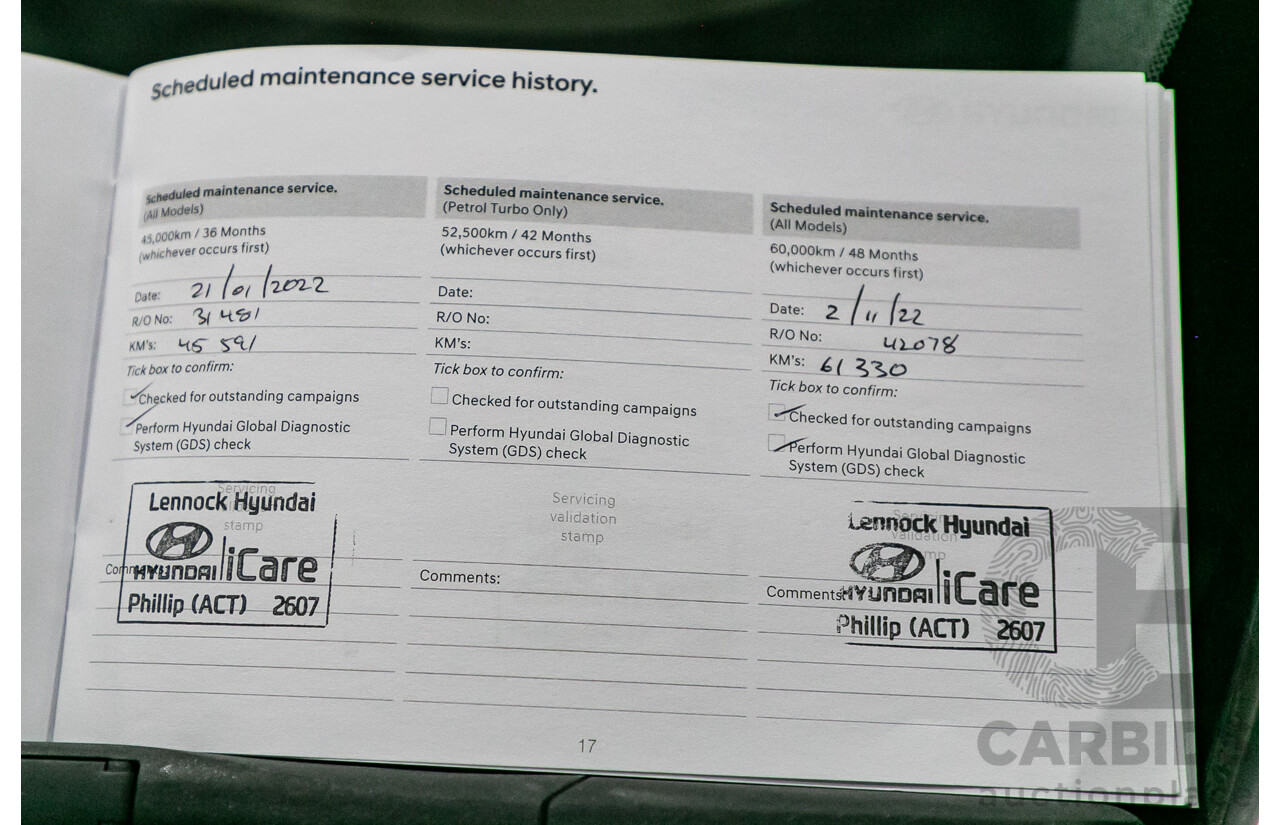 Scheduled maintenance service history.
Scheduled maintenance service.
(All Models)
45,000km / 36 Months
(whichever occurs first)
Date: 21/01/2022
R/O No: 31481
KM's: 45 591
Tick box to confirm:
Checked for outstanding campaigns
Perform Hyundai Global Diagnostic
System (GDS) check
Servicing
stamp
Lennock Hyundai
HYUNDAI iCare
Phillip (ACT) 2607
Scheduled maintenance service.
(Petrol Turbo Only)
52,500km / 42 Months
(whichever occurs first)
Date:
R/O No:
KM's:
Tick box to confirm:
Checked for outstanding campaigns
Perform Hyundai Global Diagnostic
System (GDS) check
Servicing
validation
stamp
Comments:
Scheduled maintenance service.
(All Models)
60,000km / 48 Months
(whichever occurs first)
Date: 2/11/22
R/O No: 42078
KM's: 61 330
Tick box to confirm:
Checked for outstanding campaigns
Perform Hyundai Global Diagnostic
System (GDS) check
validation
Lennock Hyundai
Comments
HYUNDAI iCare
Phillip (ACT) 2607
17
CARBID
auctionpla